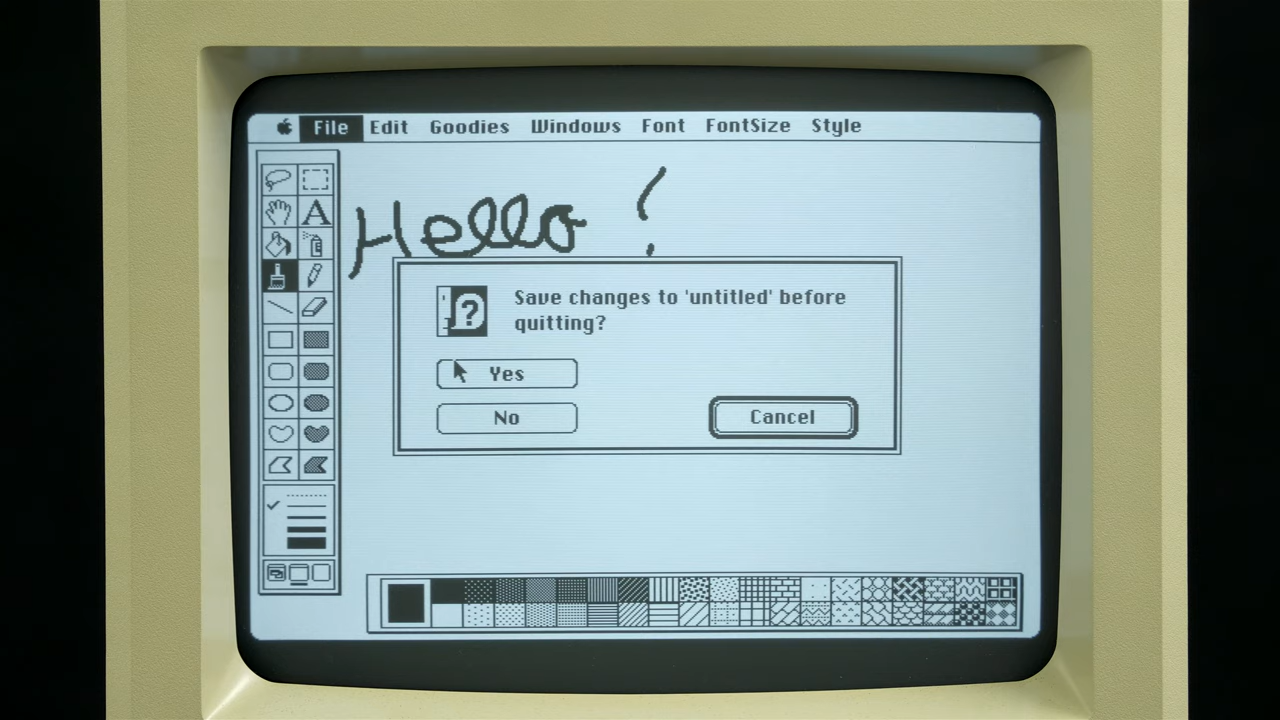 File Edit Goodies Windows Font FontSize Style
A
Hello !
Save changes to 'untitled' before
quitting?
?
Yes
No
Cancel